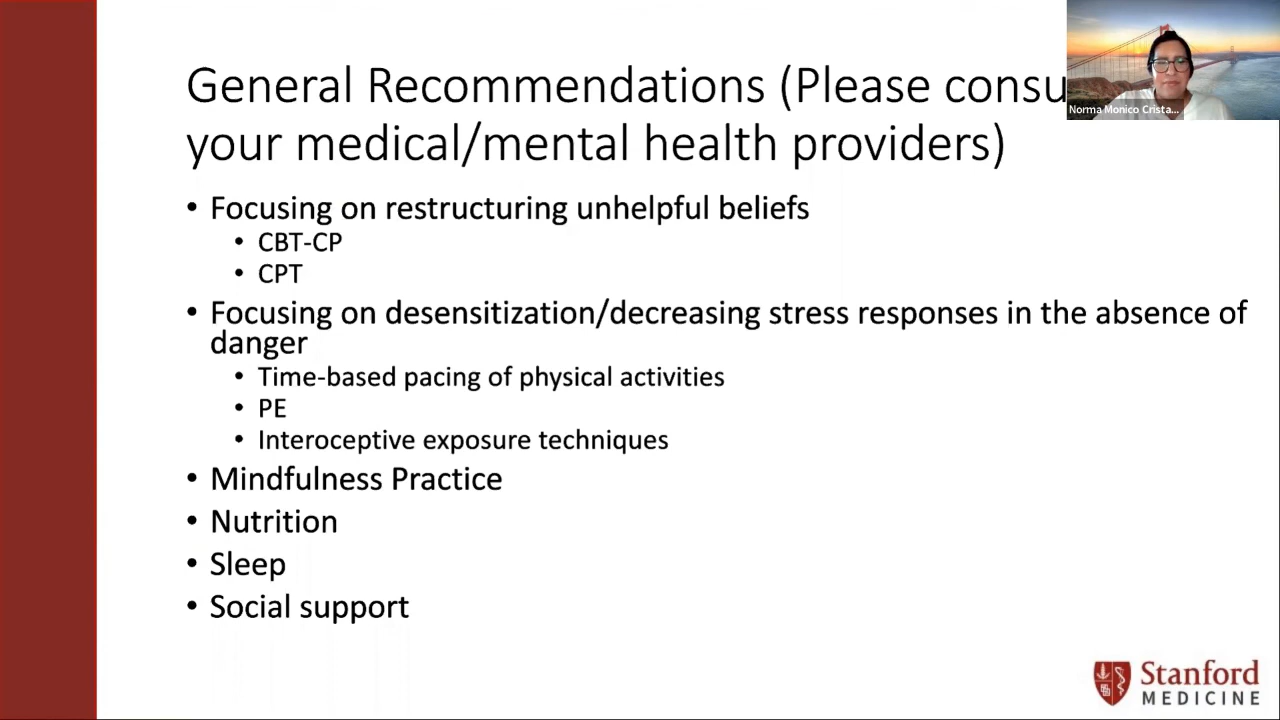 General Recommendations (Please consu
your medical/mental health providers)
Norma Monico Crista...
• Focusing on restructuring unhelpful beliefs
• CBT-CP
• CPT
• Focusing on desensitization/decreasing stress responses in the absence of
danger
• Time-based pacing of physical activities
• PE
• Interoceptive exposure techniques
• Mindfulness Practice
• Nutrition
• Sleep
• Social support
Stanford
MEDICINE